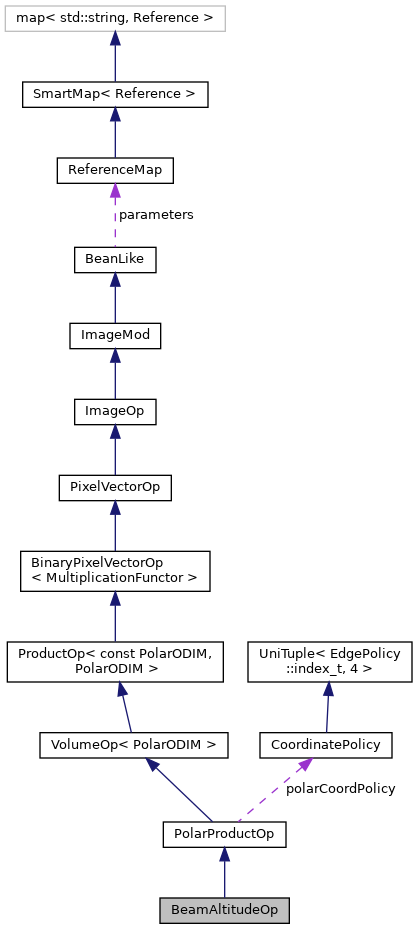 map< std::string, Reference >
SmartMap< Reference >
ReferenceMap
parameters
BeanLike
ImageMod
ImageOp
PixelVectorOp
BinaryPixelVectorOp
< MultiplicationFunctor >
ProductOp< const PolarODIM,
PolarODIM >
UniTuple< EdgePolicy
::index_t, 4 >
VolumeOp< PolarODIM >
CoordinatePolicy
polarCoordPolicy
PolarProductOp
BeamAltitudeOp